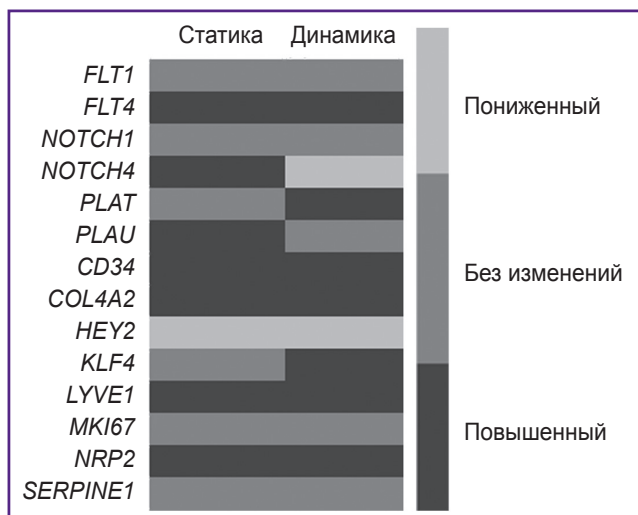 Статика Динамика
FLT1
FLT4
NOTCH1
NOTCH4
PLAT
PLAU
CD34
COL4A2
HEY2
KLF4
LYVE1
MKI67
NRP2
SERPINE1
Пониженный
Без изменений
Повышенный